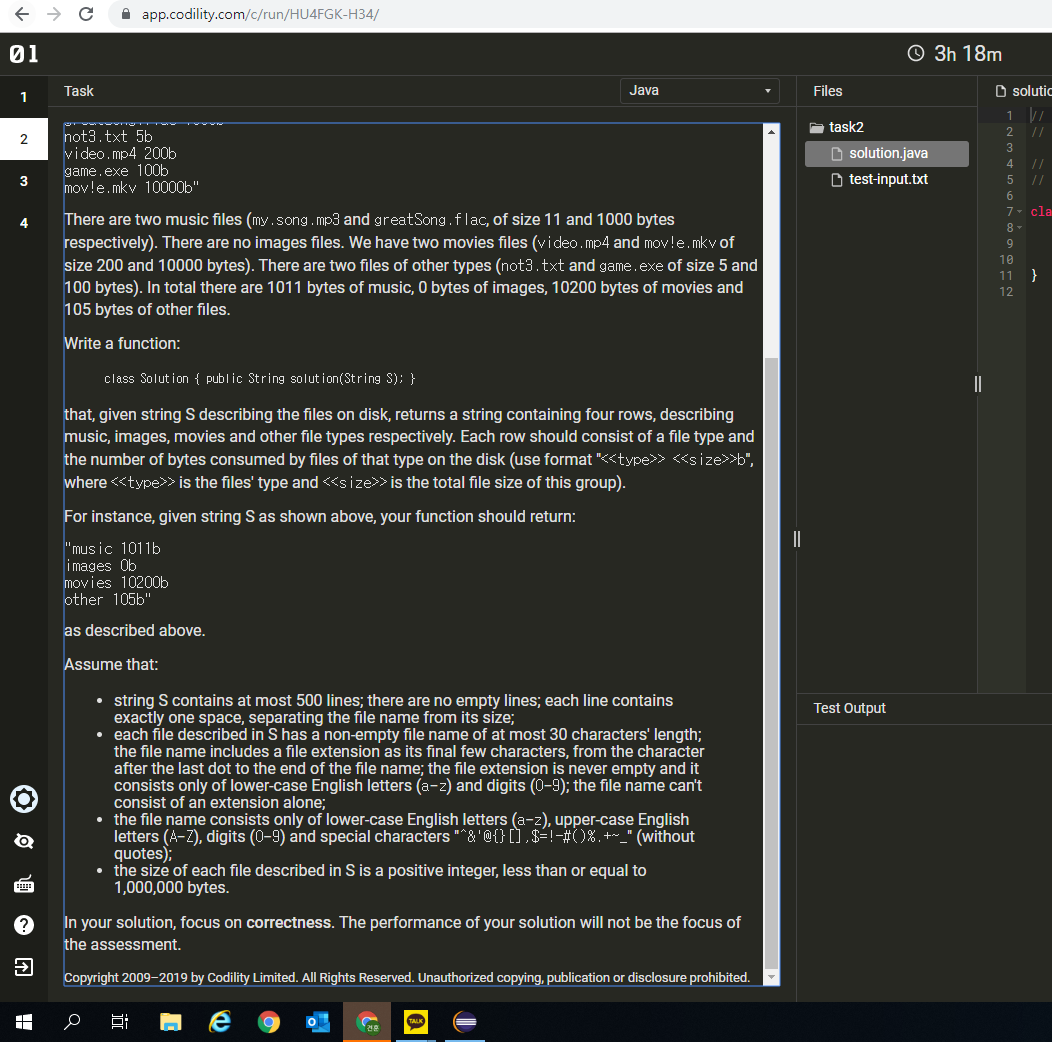 app.codility.com/c/run/HU4FGK-H34/
01
3h 18m
1
2
3
4
Task
Java
not3.txt 5b
video.mp4 200b
game.exe 100b
mov!e.mkv 10000b"
There are two music files (my.song.mp3 and greatSong.flac, of size 11 and 1000 bytes
respectively). There are no images files. We have two movies files (video.mp4 and mov!e.mkv of
size 200 and 10000 bytes). There are two files of other types (not3.txt and game.exe of size 5 and
100 bytes). In total there are 1011 bytes of music, 0 bytes of images, 10200 bytes of movies and
105 bytes of other files.
Write a function:
class Solution { public String solution(String S); }
that, given string S describing the files on disk, returns a string containing four rows, describing
music, images, movies and other file types respectively. Each row should consist of a file type and
the number of bytes consumed by files of that type on the disk (use format "<<type>> <<size>>b",
where <<type>> is the files' type and <<size>> is the total file size of this group).
For instance, given string S as shown above, your function should return:
"music 1011b
images 0b
movies 10200b
other 105b"
as described above.
Assume that:
• string S contains at most 500 lines; there are no empty lines; each line contains
exactly one space, separating the file name from its size;
• each file described in S has a non-empty file name of at most 30 characters' length;
the file name includes a file extension as its final few characters, from the character
after the last dot to the end of the file name; the file extension is never empty and it
consists only of lower-case English letters (a-z) and digits (0-9); the file name can't
consist of an extension alone;
• the file name consists only of lower-case English letters (a-z), upper-case English
letters (A-Z), digits (0-9) and special characters "^&'@{}[],$=!-#()%.+~_" (without
quotes);
• the size of each file described in S is a positive integer, less than or equal to
1,000,000 bytes.
In your solution, focus on correctness. The performance of your solution will not be the focus of
the assessment.
Copyright 2009–2019 by Codility Limited. All Rights Reserved. Unauthorized copying, publication or disclosure prohibited.
Files
task2
solution.java
test-input.txt
solutio
1 //
2 //
3
4 //
5 //
6
7 cla
8
9
10
11 }
12
Test Output
TALK